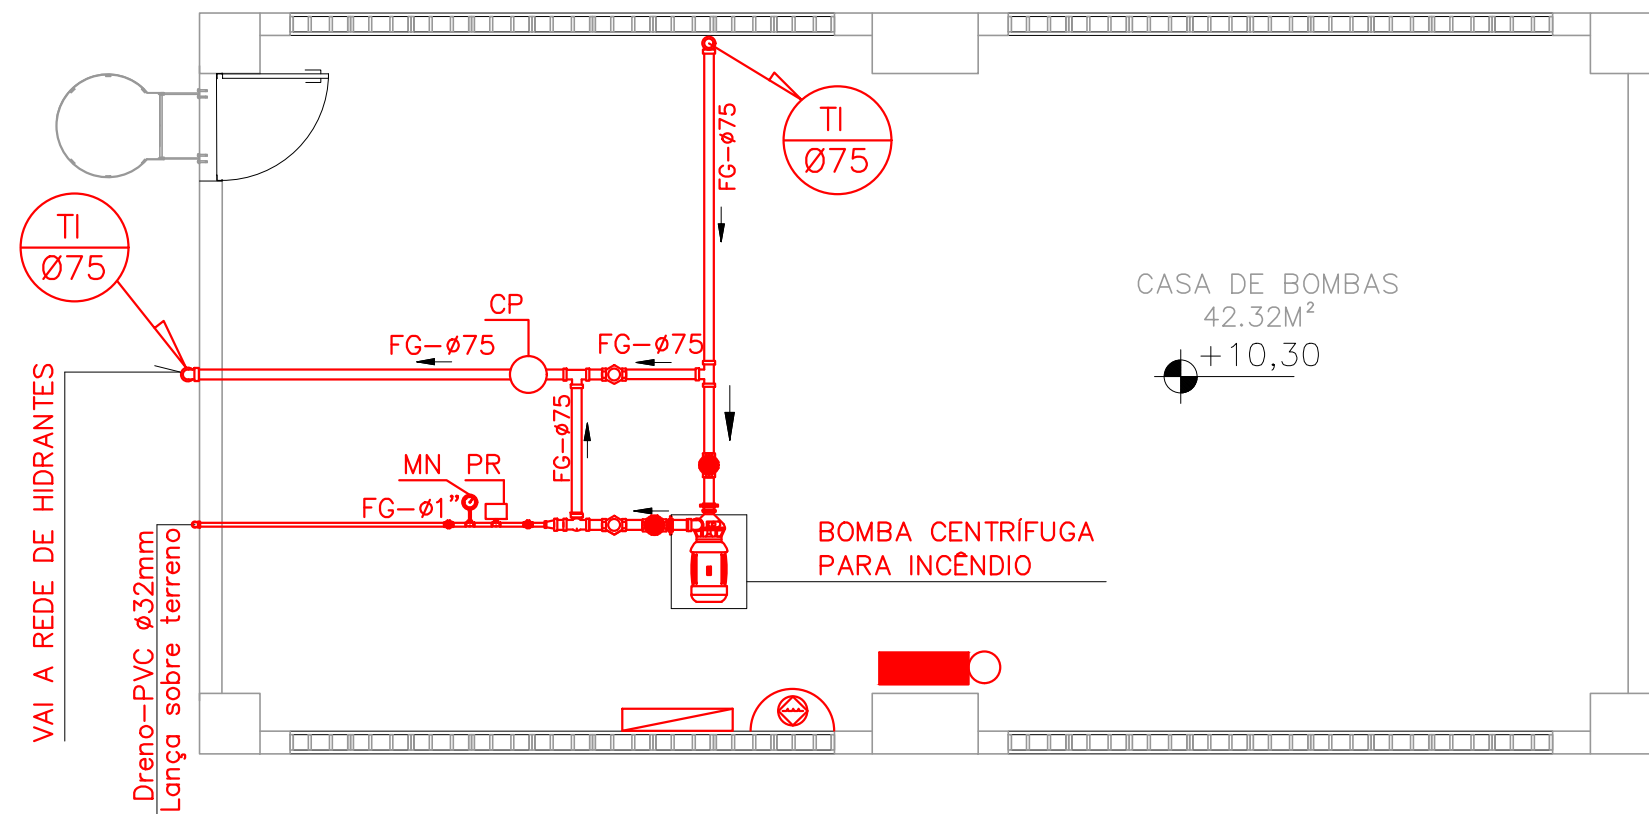 TI
Ø75
FG-ø75
TI
Ø75
CP
FG-ø75
FG-ø75
CASA DE BOMBAS
42.32M²
+10,30
FG-ø75
MN
PR
FG-ø1”
BOMBA CENTRÍFUGA
PARA INCÊNDIO
VAI A REDE DE HIDRANTES
Dreno-PVC ø32mm
Lança sobre terreno